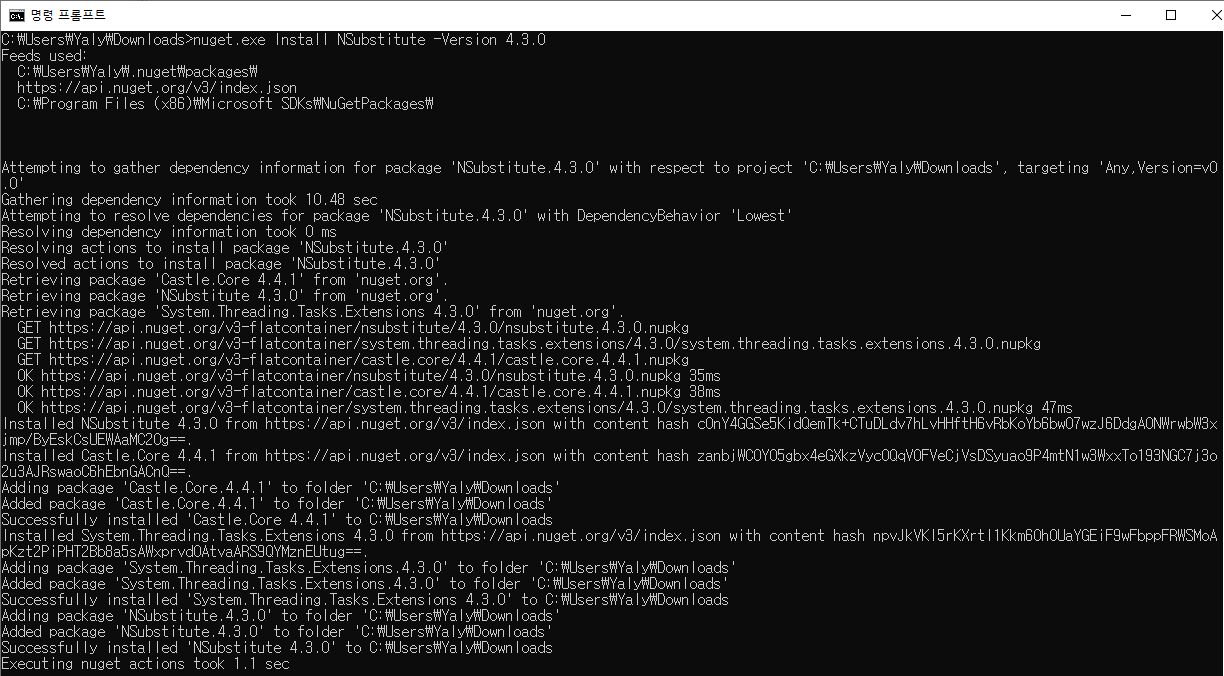 명령 프롬프트
C:₩Users₩Yaly₩Downloads>nuget.exe Install NSubstitute -Version 4.3.0
Feeds used:
  C:₩Users₩Yaly₩.nuget₩packages₩
  https://api.nuget.org/v3/index.json
  C:₩Program Files (x86)₩Microsoft SDKs₩NuGetPackages₩
Attempting to gather dependency information for package 'NSubstitute.4.3.0' with respect to project 'C:₩Users₩Yaly₩Downloads', targeting 'Any,Version=v0
.0'
Gathering dependency information took 10.48 sec
Attempting to resolve dependencies for package 'NSubstitute.4.3.0' with DependencyBehavior 'Lowest'
Resolving dependency information took 0 ms
Resolving actions to install package 'NSubstitute.4.3.0'
Resolved actions to install package 'NSubstitute.4.3.0'
Retrieving package 'Castle.Core 4.4.1' from 'nuget.org'.
Retrieving package 'NSubstitute 4.3.0' from 'nuget.org'.
Retrieving package 'System.Threading.Tasks.Extensions 4.3.0' from 'nuget.org'.
  GET https://api.nuget.org/v3-flatcontainer/nsubstitute/4.3.0/nsubstitute.4.3.0.nupkg
  GET https://api.nuget.org/v3-flatcontainer/system.threading.tasks.extensions/4.3.0/system.threading.tasks.extensions.4.3.0.nupkg
  GET https://api.nuget.org/v3-flatcontainer/castle.core/4.4.1/castle.core.4.4.1.nupkg
  OK https://api.nuget.org/v3-flatcontainer/nsubstitute/4.3.0/nsubstitute.4.3.0.nupkg 35ms
  OK https://api.nuget.org/v3-flatcontainer/castle.core/4.4.1/castle.core.4.4.1.nupkg 38ms
  OK https://api.nuget.org/v3-flatcontainer/system.threading.tasks.extensions/4.3.0/system.threading.tasks.extensions.4.3.0.nupkg 47ms
Installed NSubstitute 4.3.0 from https://api.nuget.org/v3/index.json with content hash
Installed Castle.Core 4.4.1 from https://api.nuget.org/v3/index.json with content hash
Adding package 'Castle.Core.4.4.1' to folder 'C:₩Users₩Yaly₩Downloads'
Added package 'Castle.Core.4.4.1' to folder 'C:₩Users₩Yaly₩Downloads'
Successfully installed 'Castle.Core 4.4.1' to C:₩Users₩Yaly₩Downloads
Installed System.Threading.Tasks.Extensions 4.3.0 from https://api.nuget.org/v3/index.json with content hash
Adding package 'System.Threading.Tasks.Extensions.4.3.0' to folder 'C:₩Users₩Yaly₩Downloads'
Added package 'System.Threading.Tasks.Extensions.4.3.0' to folder 'C:₩Users₩Yaly₩Downloads'
Successfully installed 'System.Threading.Tasks.Extensions 4.3.0' to C:₩Users₩Yaly₩Downloads
Adding package 'NSubstitute.4.3.0' to folder 'C:₩Users₩Yaly₩Downloads'
Added package 'NSubstitute.4.3.0' to folder 'C:₩Users₩Yaly₩Downloads'
Successfully installed 'NSubstitute 4.3.0' to C:₩Users₩Yaly₩Downloads
Executing nuget actions took 1.1 sec